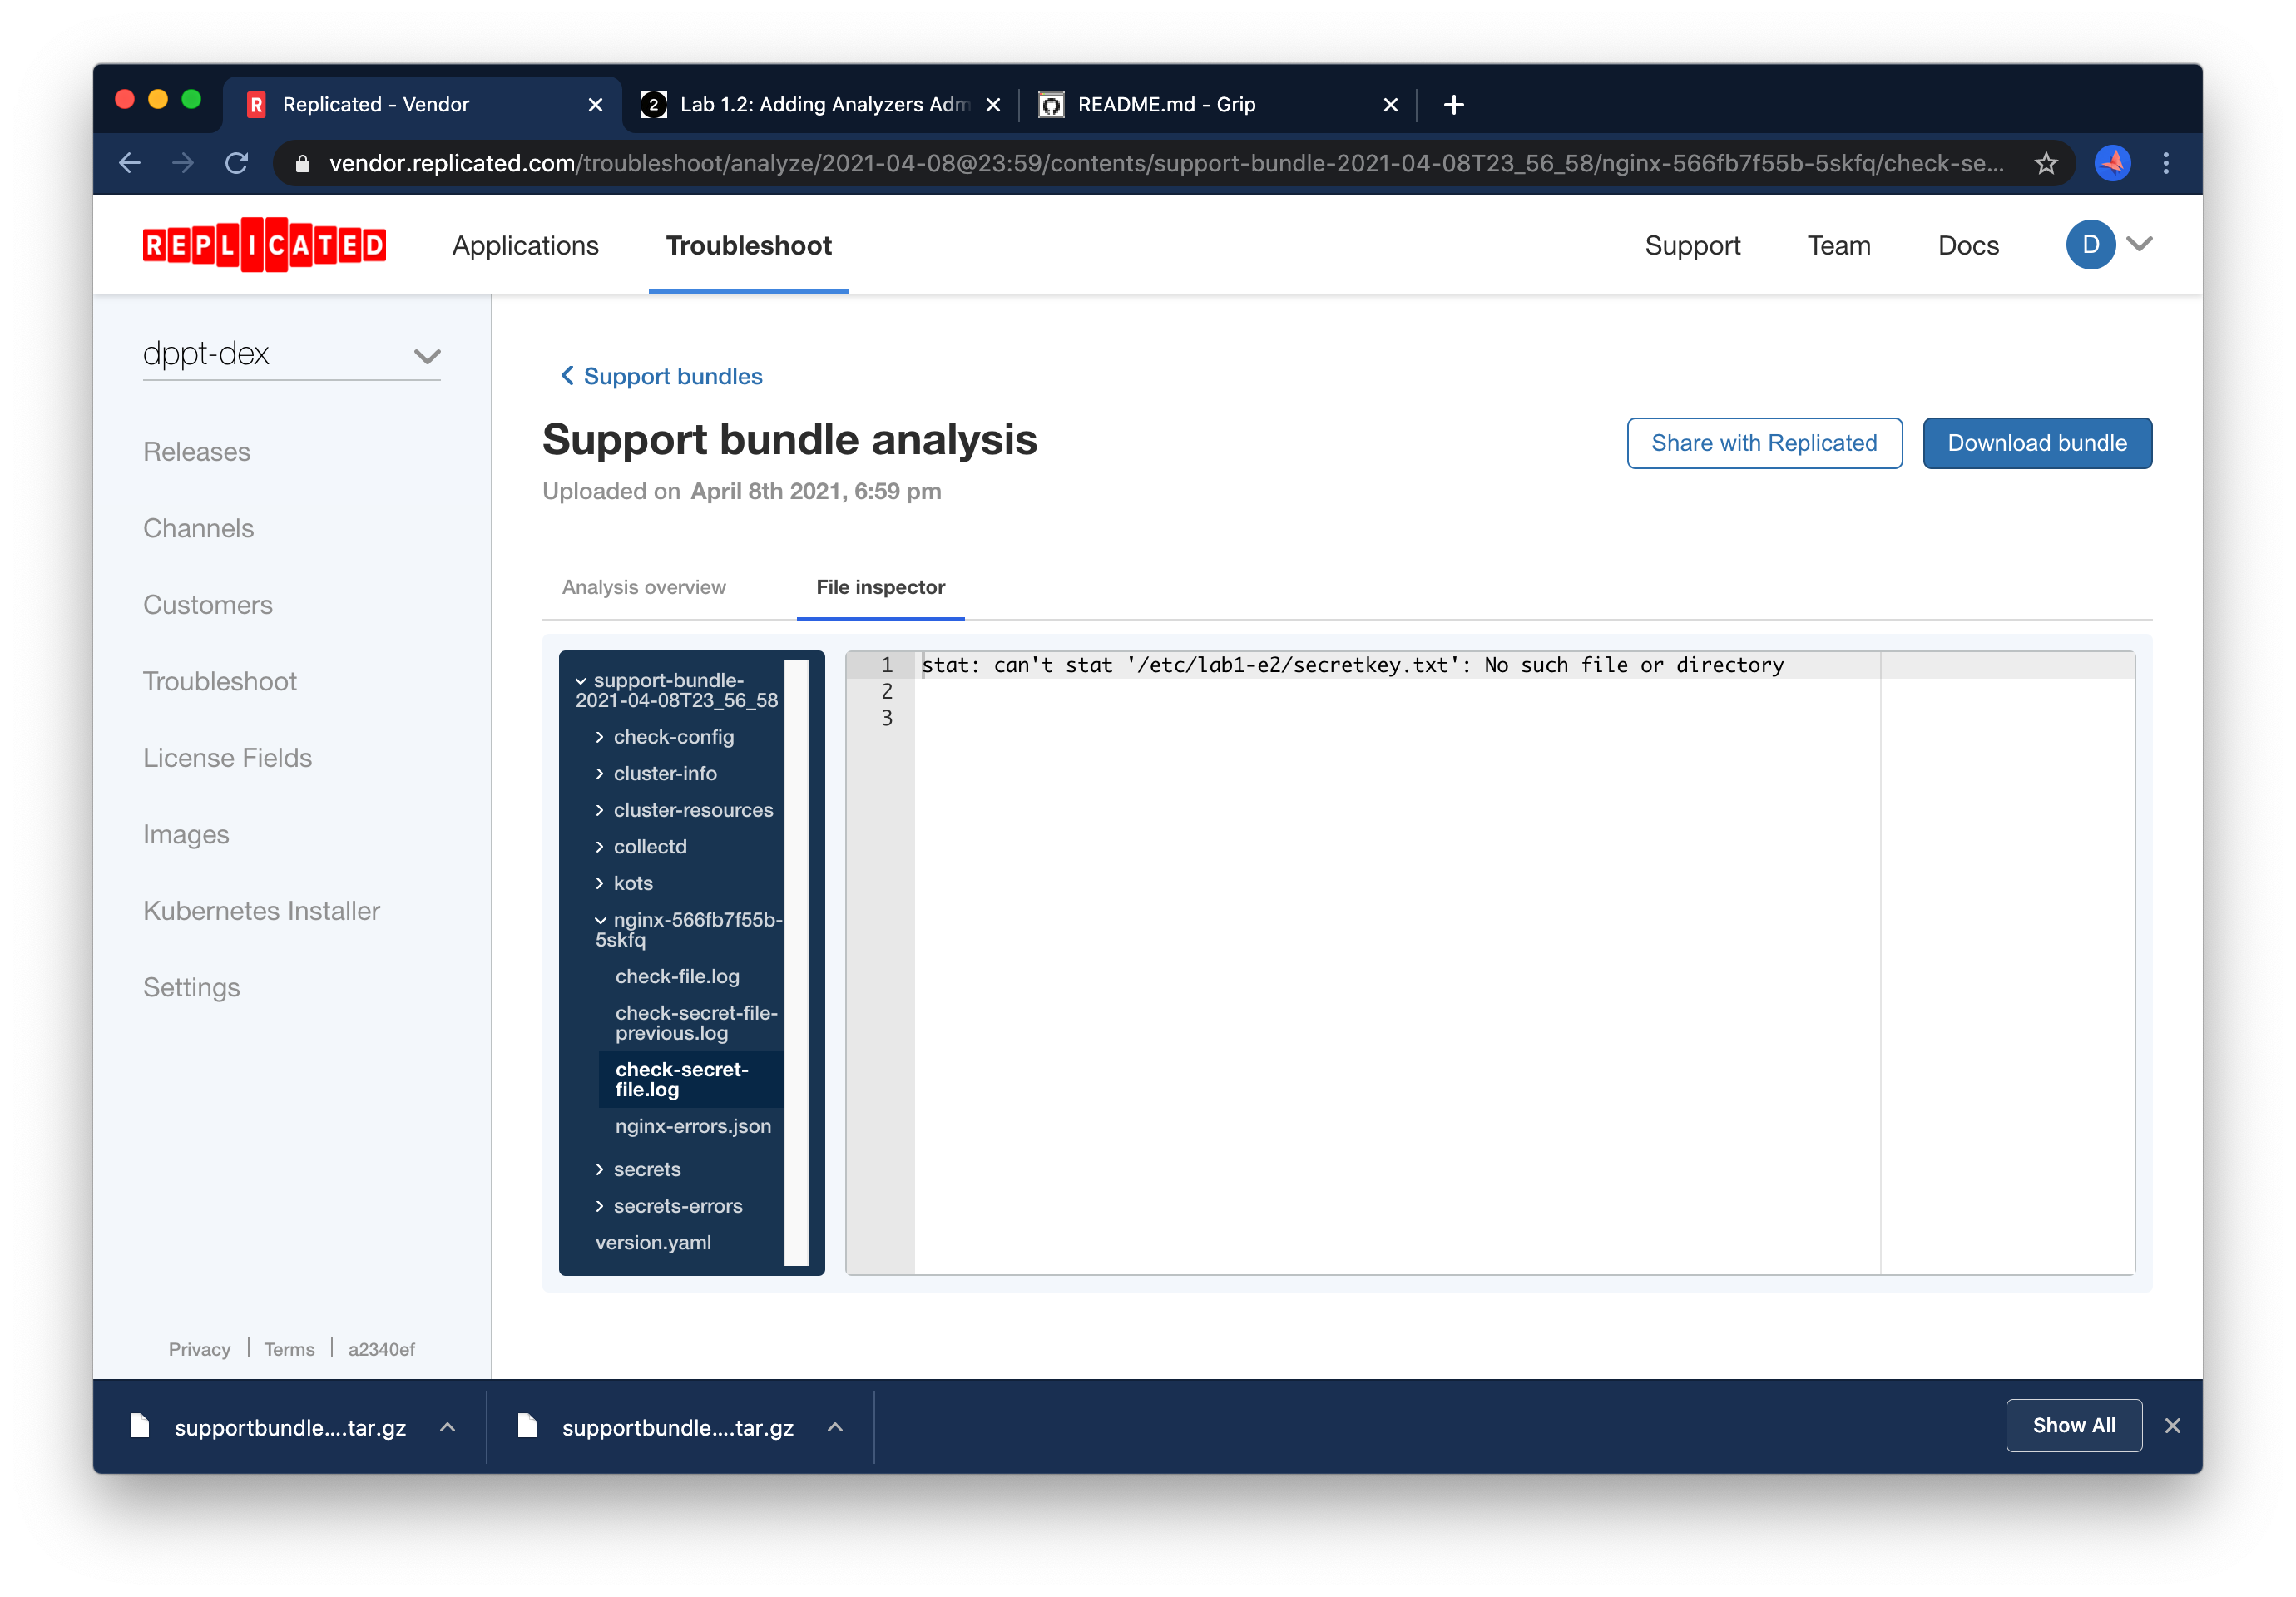 Replicated - Vendor
2 Lab 1.2: Adding Analyzers Adm
README.md - Grip
vendor.replicated.com/troubleshoot/analyze/2021-04-08@23:59/contents/support-bundle-2021-04-08T23_56_58/nginx-566fb7f55b-5skfq/check-se...
REPLICATED
Applications
Troubleshoot
Support
Team
Docs
D
dppt-dex
Releases
Channels
Customers
Troubleshoot
License Fields
Images
Kubernetes Installer
Settings
Privacy | Terms | a2340ef
Support bundles
Support bundle analysis
Uploaded on April 8th 2021, 6:59 pm
Share with Replicated
Download bundle
Analysis overview
File inspector
support-bundle-
2021-04-08T23_56_58
check-config
cluster-info
cluster-resources
collectd
kots
nginx-566fb7f55b-
5skfq
check-file.log
check-secret-file-
previous.log
check-secret-
file.log
nginx-errors.json
secrets
secrets-errors
version.yaml
1 stat: can't stat '/etc/lab1-e2/secretkey.txt': No such file or directory
2
3
supportbundle....tar.gz
supportbundle....tar.gz
Show All